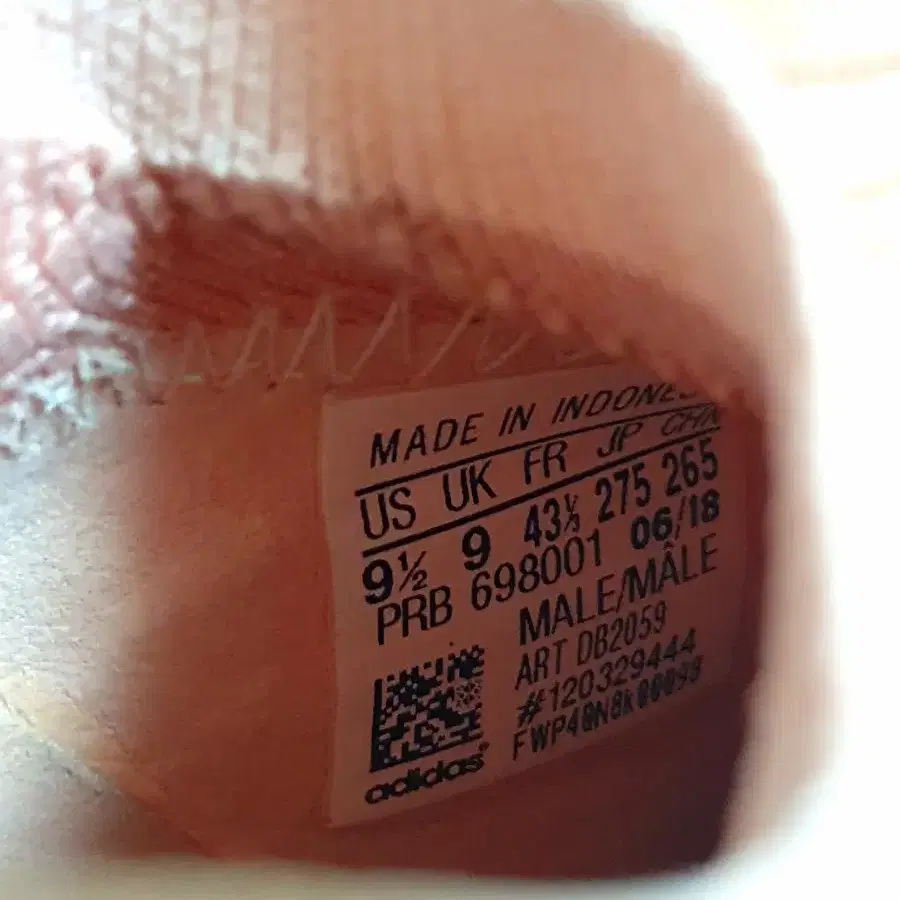 MADE IN INDONES
US UK FR JP CHN
9½ 9 43⅓ 275 265
PRB 698001 06/18
MALE/MÂLE
ART DB2059
#120329444
adidas